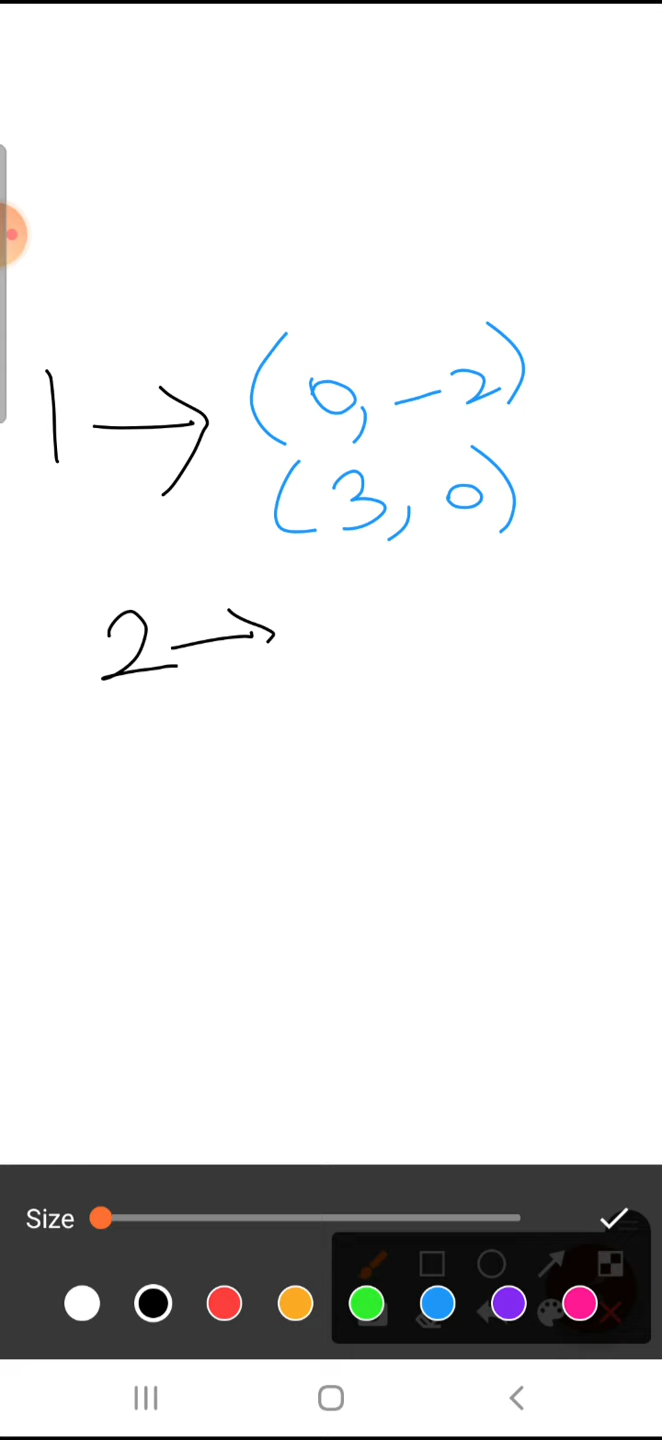 1 → (0, -2)
(3, 0)
2 →
Size